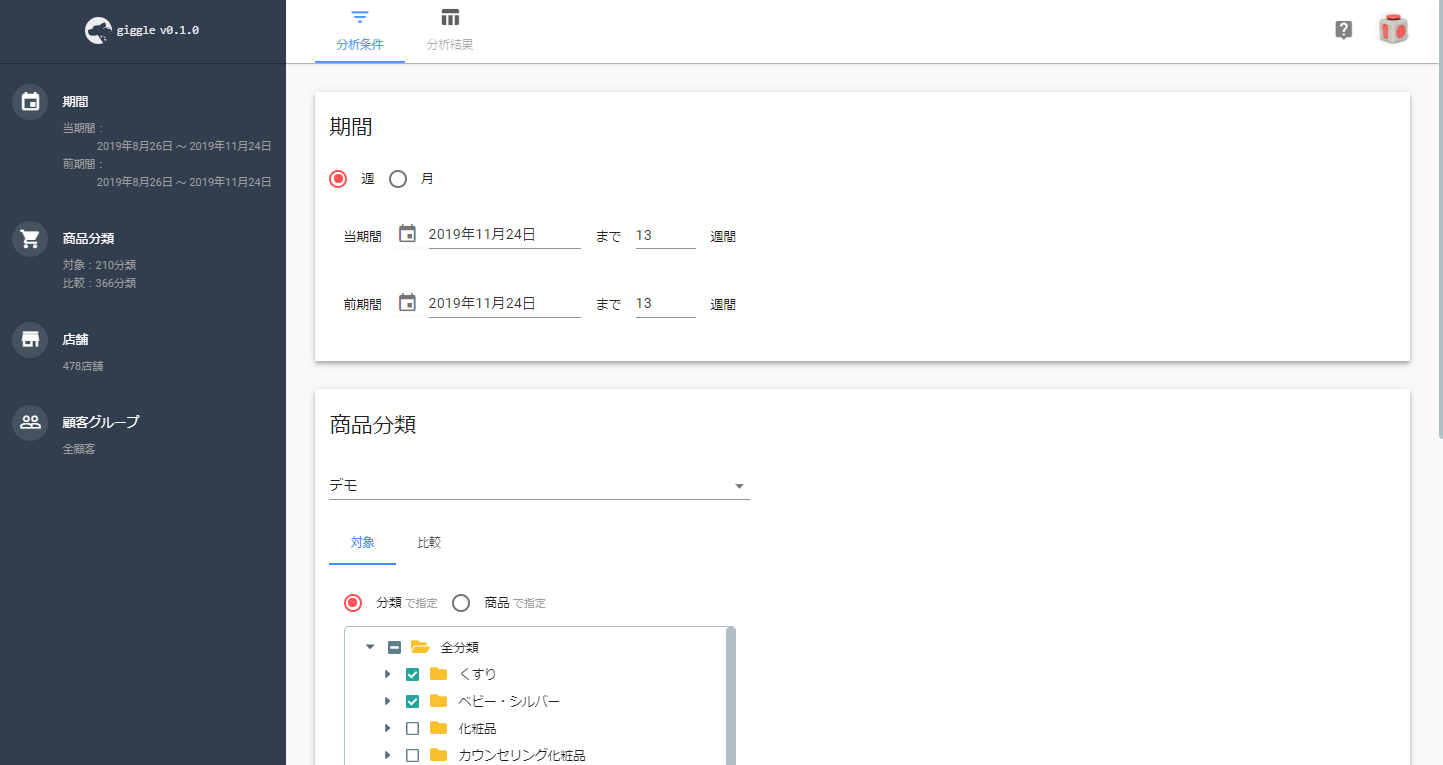 giggle v0.1.0
期間
当期間：
2019年8月26日 ～ 2019年11月24日
前期間：
2019年8月26日 ～ 2019年11月24日
商品分類
対象：210分類
比較：366分類
店舗
478店舗
顧客グループ
全顧客
分析条件
分析結果
期間
週 月
当期間 2019年11月24日 まで 13 週間
前期間 2019年11月24日 まで 13 週間
商品分類
デモ
対象 比較
分類 で指定 商品 で指定
全分類
くすり
ベビー・シルバー
化粧品
カウンセリング化粧品